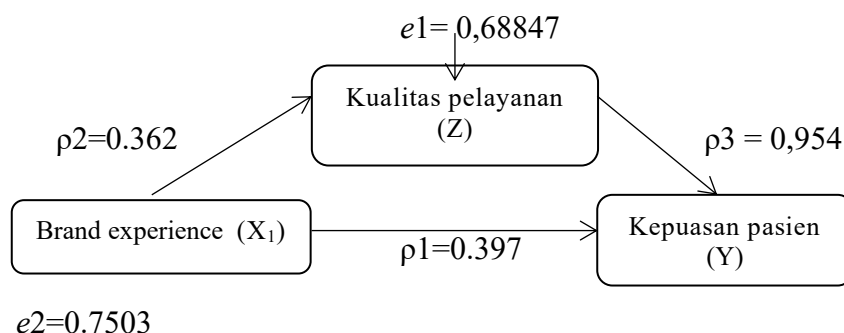 e1= 0,68847
Kualitas pelayanan
(Z)
ρ2=0.362
ρ3 = 0,954
Brand experience (X₁)
ρ1=0.397
Kepuasan pasien
(Y)
e2=0.7503